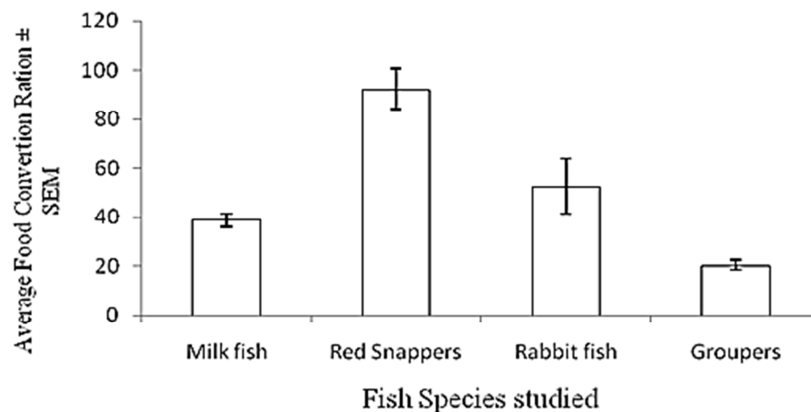 Average Food Convertion Ration ±
SEM
120
100
80
60
40
20
0
Milk fish
Red Snappers
Rabbit fish
Groupers
Fish Species studied